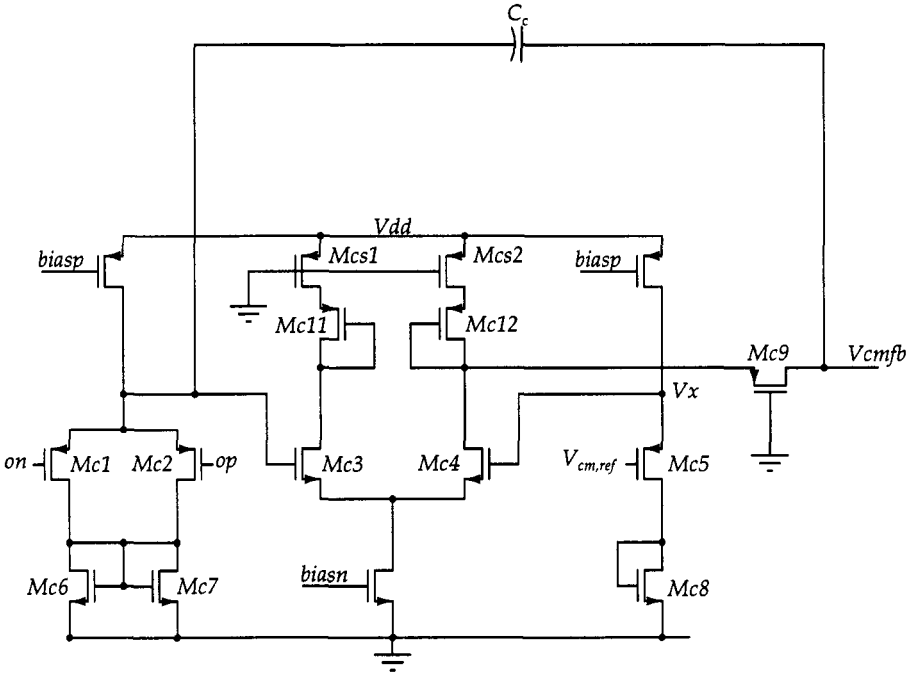 Cc
Vdd
biasp
Mcs1
Mcs2
biasp
Mc11
Mc12
Mc9
Vcmfb
Vx
on
Mc1
Mc2
op
Mc3
Mc4
Vcm,ref
Mc5
Mc6
Mc7
biasn
Mc8